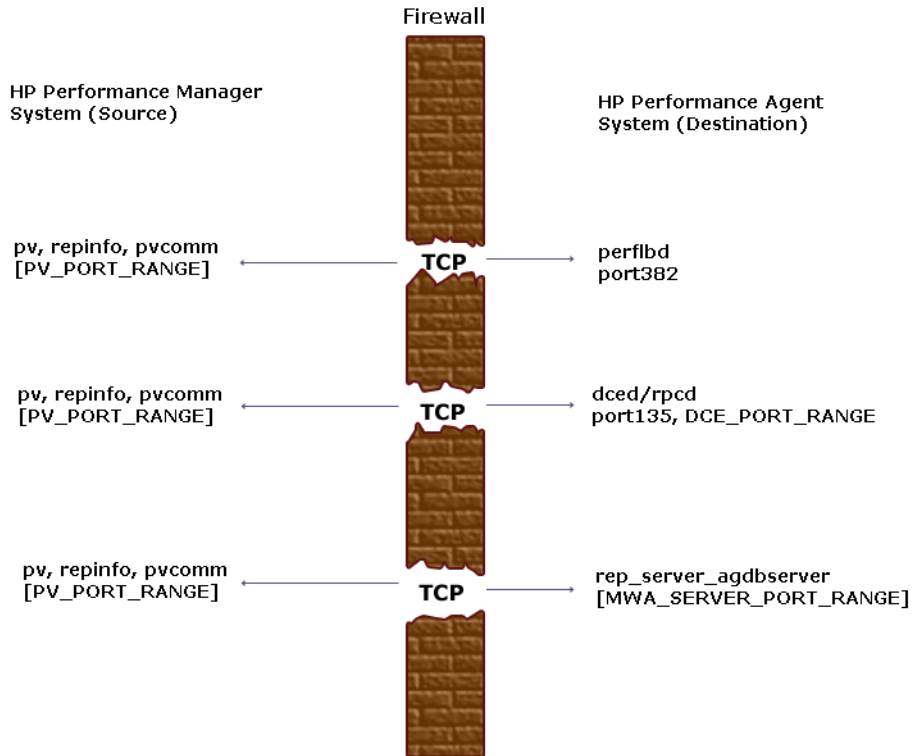 Firewall
HP Performance Manager
System (Source)
HP Performance Agent
System (Destination)
pv, repinfo, pvcomm
[PV_PORT_RANGE]
TCP
perflbd
port382
pv, repinfo, pvcomm
[PV_PORT_RANGE]
TCP
dced/rpcd
port135, DCE_PORT_RANGE
pv, repinfo, pvcomm
[PV_PORT_RANGE]
TCP
rep_server_agdbserver
[MWA_SERVER_PORT_RANGE]